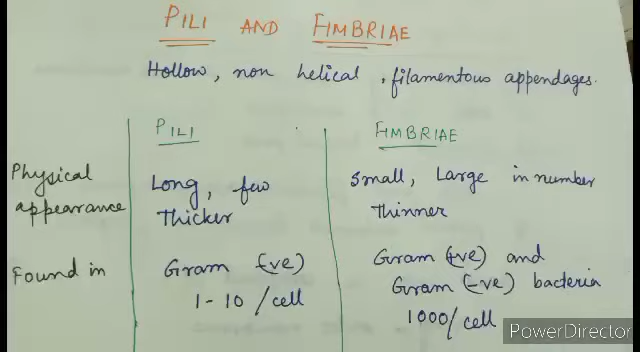 PILI AND FIMBRIAE
Hollow, non helical, filamentous appendages.
PILI
FIMBRIAE
Physical appearance
Long, few
Thicker
Small, Large in number
Thinner
Found in
Gram (-ve)
1-10/cell
Gram (+ve) and
Gram (-ve) bacteria
1000/cell
PowerDirector